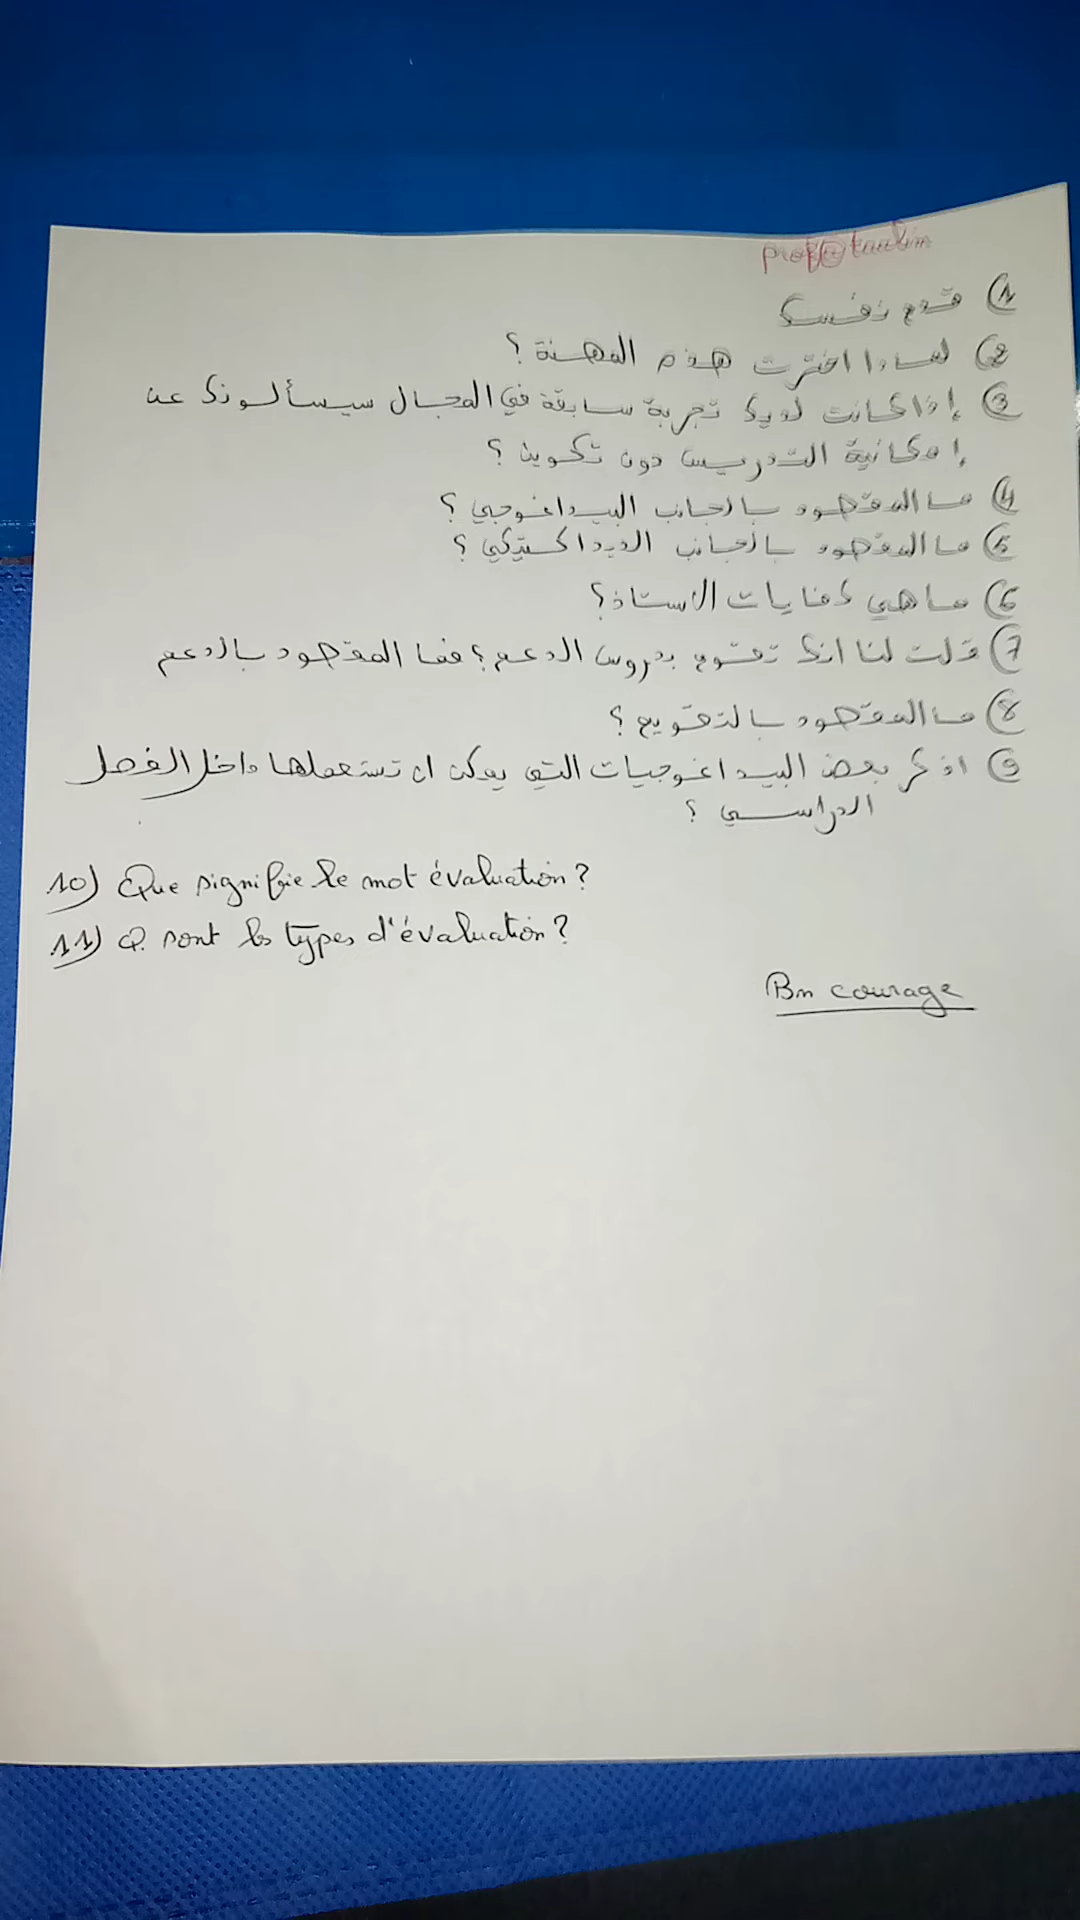 prof@taalim
① قدم نفسك
② لماذا اخترت هذه المهنة ؟
③ إذا كانت لديك تجربة سابقة في المجال سيسألونك عن
إمكانية التدريس دون تكوين ؟
④ ما المقصود بالجانب البيداغوجي ؟
⑤ ما المقصود بالجانب الديداكتيكي ؟
⑥ ما هي كفايات الاستاذ؟
⑦ قلت لنا انك تقوم بدروس الدعم ؟ فما المقصود بالدعم
⑧ ما المقصود بالتقويم ؟
⑨ اذكر بعض البيداغوجيات التي يمكن ان تستعملها داخل الفصل
الدراسي ؟
10) Que signifie le mot évaluation ?
11) Q. sont les types d'évaluation ?
Bn courage